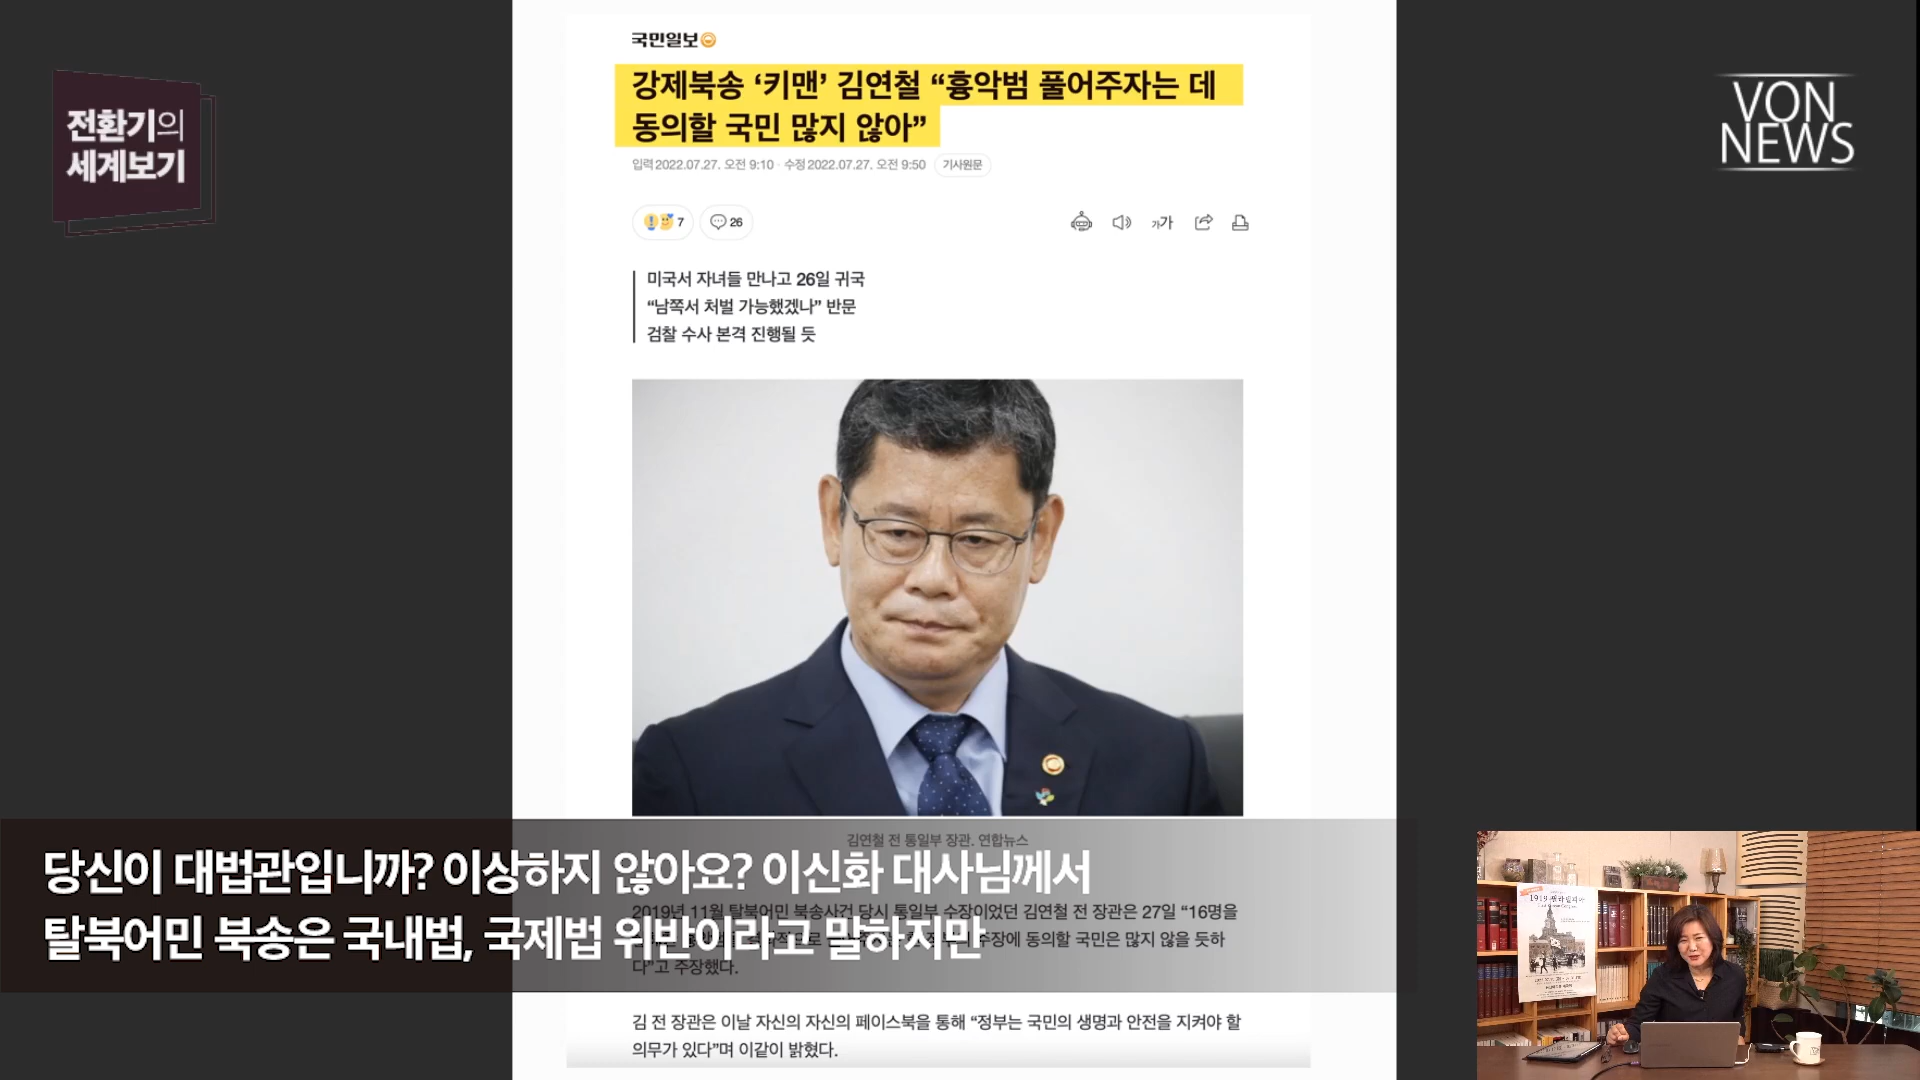 전환기의
세계보기
VON
NEWS
국민일보
강제북송 ‘키맨’ 김연철 “흉악범 풀어주자는 데
동의할 국민 많지 않아”
입력 2022.07.27. 오전 9:10 · 수정 2022.07.27. 오전 9:50 기사원문
7 26
가가
미국서 자녀들 만나고 26일 귀국
“남쪽서 처벌 가능했겠나” 반문
검찰 수사 본격 진행될 듯
김연철 전 통일부 장관. 연합뉴스
당신이 대법관입니까? 이상하지 않아요? 이신화 대사님께서
탈북어민 북송은 국내법, 국제법 위반이라고 말하지만
2019년 11월 탈북어민 북송사건 당시 통일부 수장이었던 김연철 전 장관은 27일 “16명을
주장에 동의할 국민은 많지 않을 듯하
다”고 주장했다.
김 전 장관은 이날 자신의 자신의 페이스북을 통해 “정부는 국민의 생명과 안전을 지켜야 할
의무가 있다”며 이같이 밝혔다.
1919